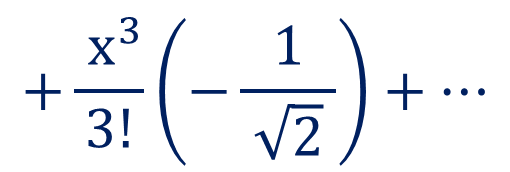 + x³/3! (− 1/√2) + ⋯